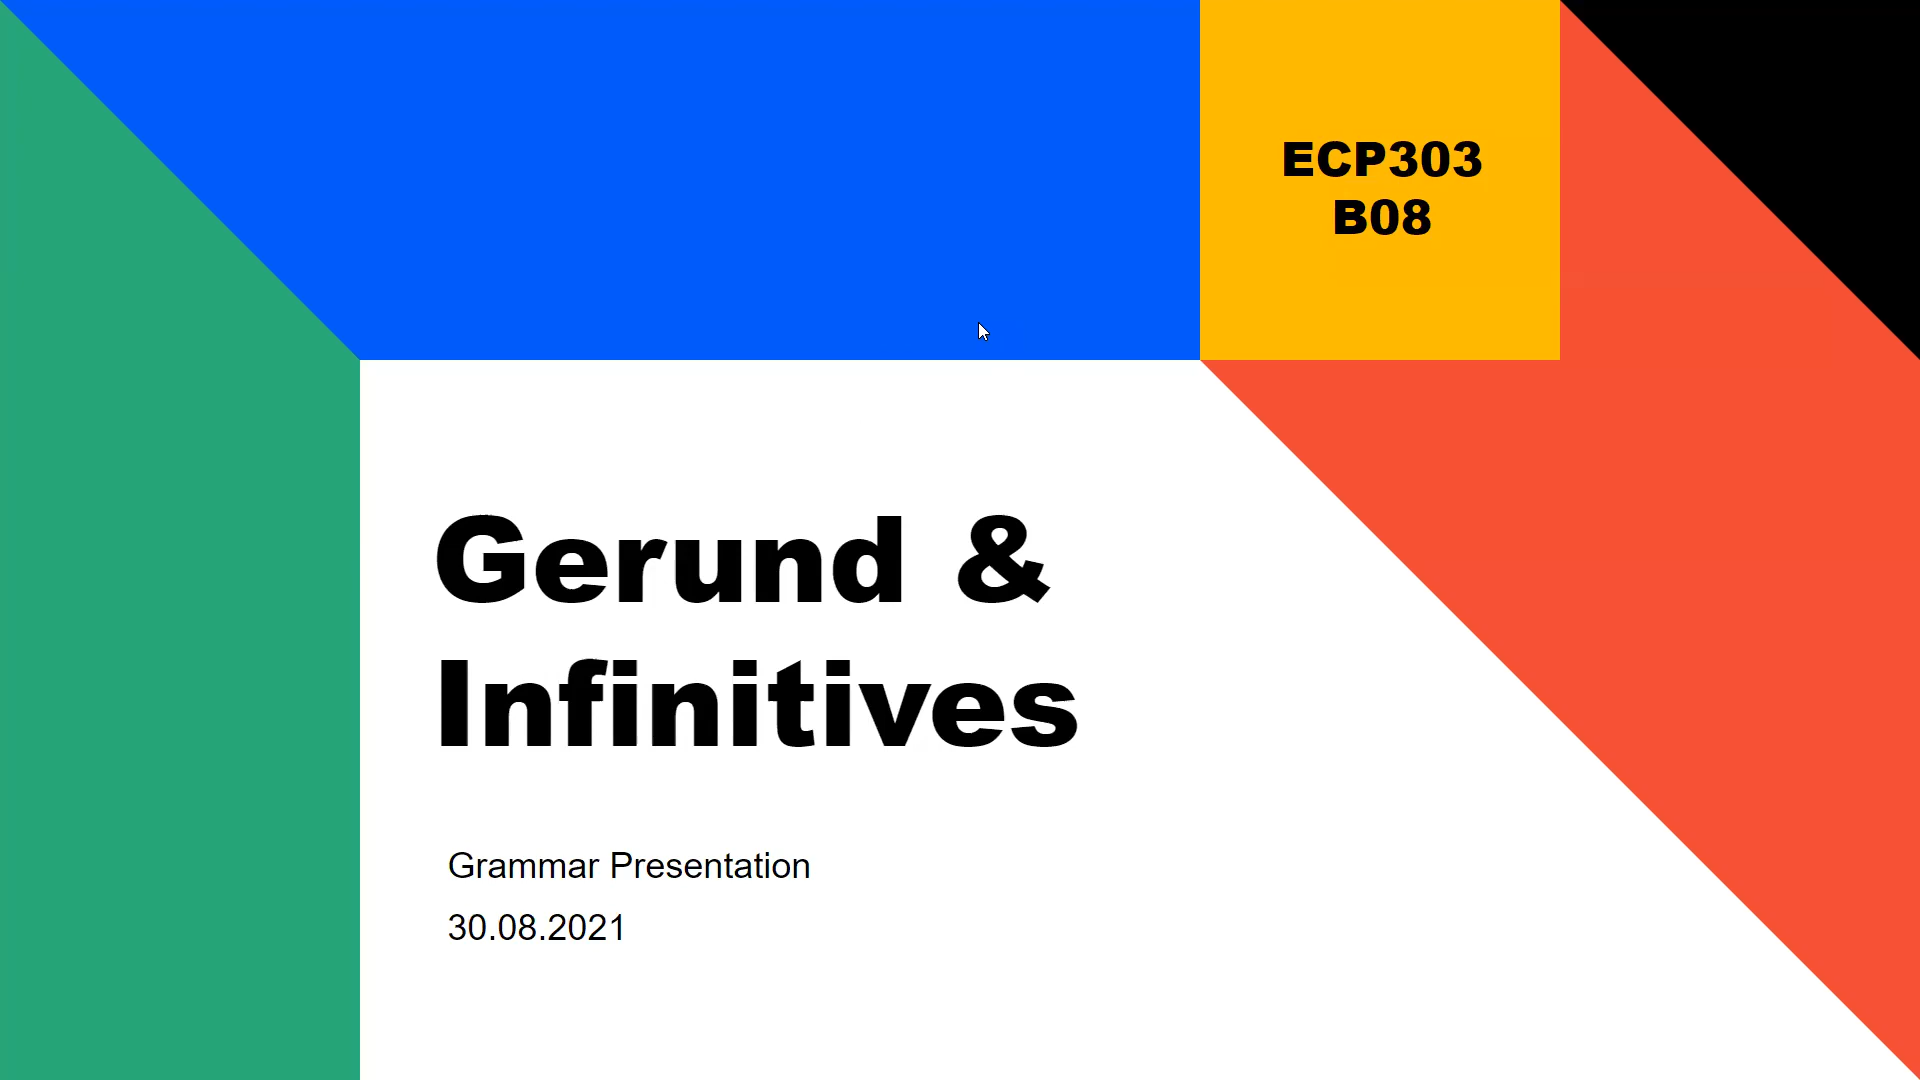 ECP303
B08
Gerund &
Infinitives
Grammar Presentation
30.08.2021